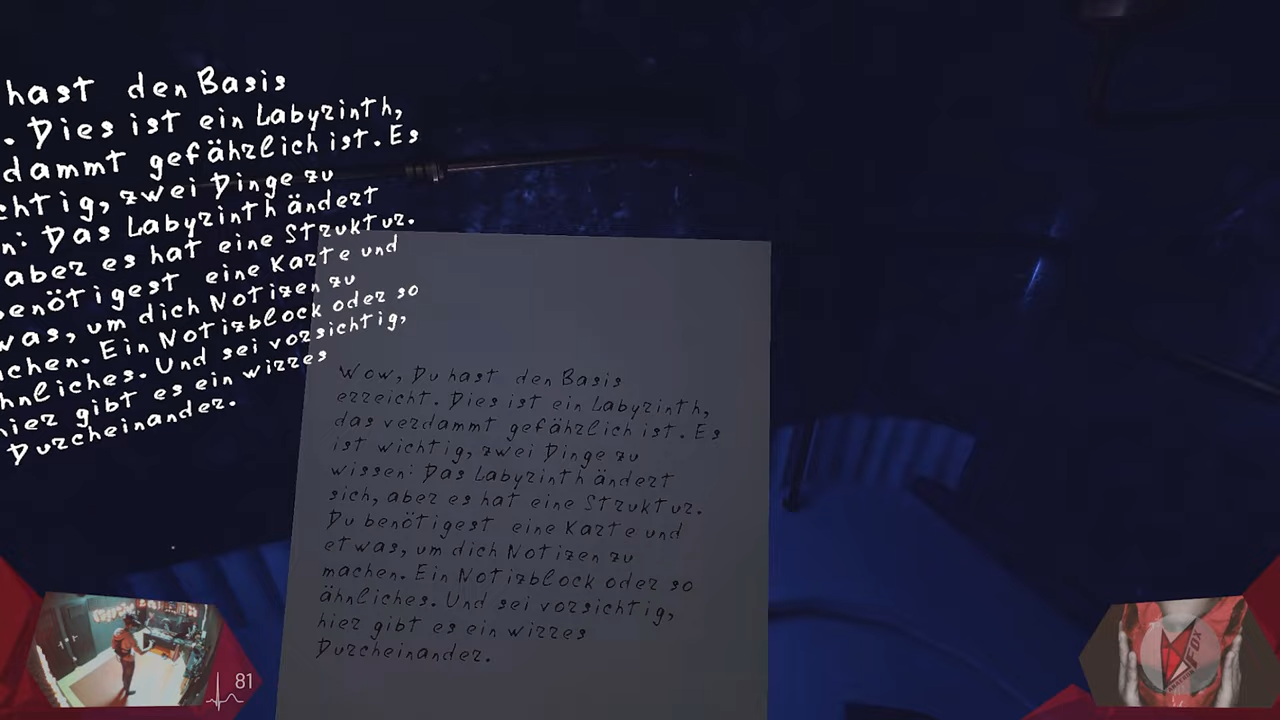 hast den Basis
. Dies ist ein Labyrinth,
dammt gefährlich ist. Es
chtig, zwei Dinge zu
n: Das Labyrinth ändert
aber es hat eine Struktur.
benötigest eine Karte und
was, um dich Notizen zu
chen. Ein Notizblock oder so
hnliches. Und sei vorsichtig,
hier gibt es ein wirres
Durcheinander.
Wow, Du hast den Basis
erreicht. Dies ist ein Labyrinth,
das verdammt gefährlich ist. Es
ist wichtig, zwei Dinge zu
wissen: Das Labyrinth ändert
sich, aber es hat eine Struktur.
Du benötigest eine Karte und
etwas, um dich Notizen zu
machen. Ein Notizblock oder so
ähnliches. Und sei vorsichtig,
hier gibt es ein wirres
Durcheinander.
81
FOX